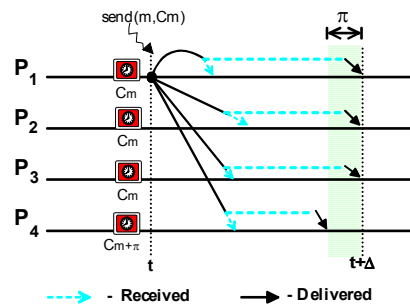 send(m,Cm)
π
P1
Cm
P2
Cm
P3
Cm
P4
Cm+π
t
t+Δ
- Received
- Delivered